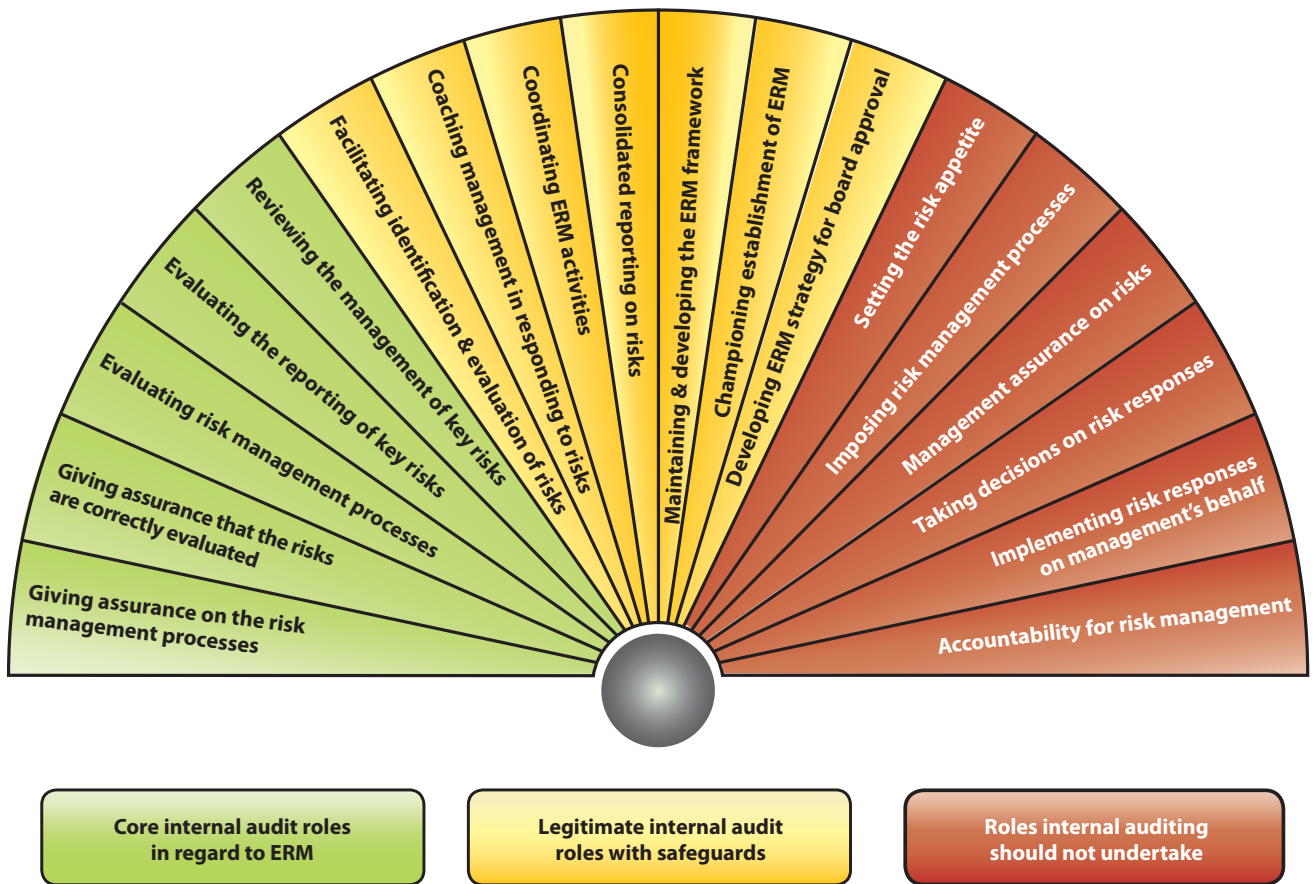 Giving assurance on the risk
management processes
Giving assurance that the risks
are correctly evaluated
Evaluating risk management processes
Evaluating the reporting of key risks
Reviewing the management of key risks
Facilitating identification & evaluation of risks
Coaching management in responding to risks
Coordinating ERM activities
Consolidated reporting on risks
Maintaining & developing the ERM framework
Championing establishment of ERM
Developing ERM strategy for board approval
Setting the risk appetite
Imposing risk management processes
Management assurance on risks
Taking decisions on risk responses
Implementing risk responses
on management's behalf
Accountability for risk management
Core internal audit roles
in regard to ERM
Legitimate internal audit
roles with safeguards
Roles internal auditing
should not undertake